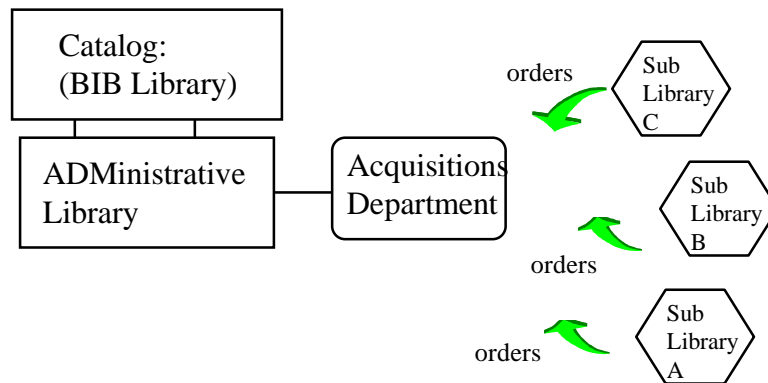 Catalog:
(BIB Library)
ADMinistrative
Library
Acquisitions
Department
orders
Sub
Library
C
orders
Sub
Library
B
orders
Sub
Library
A